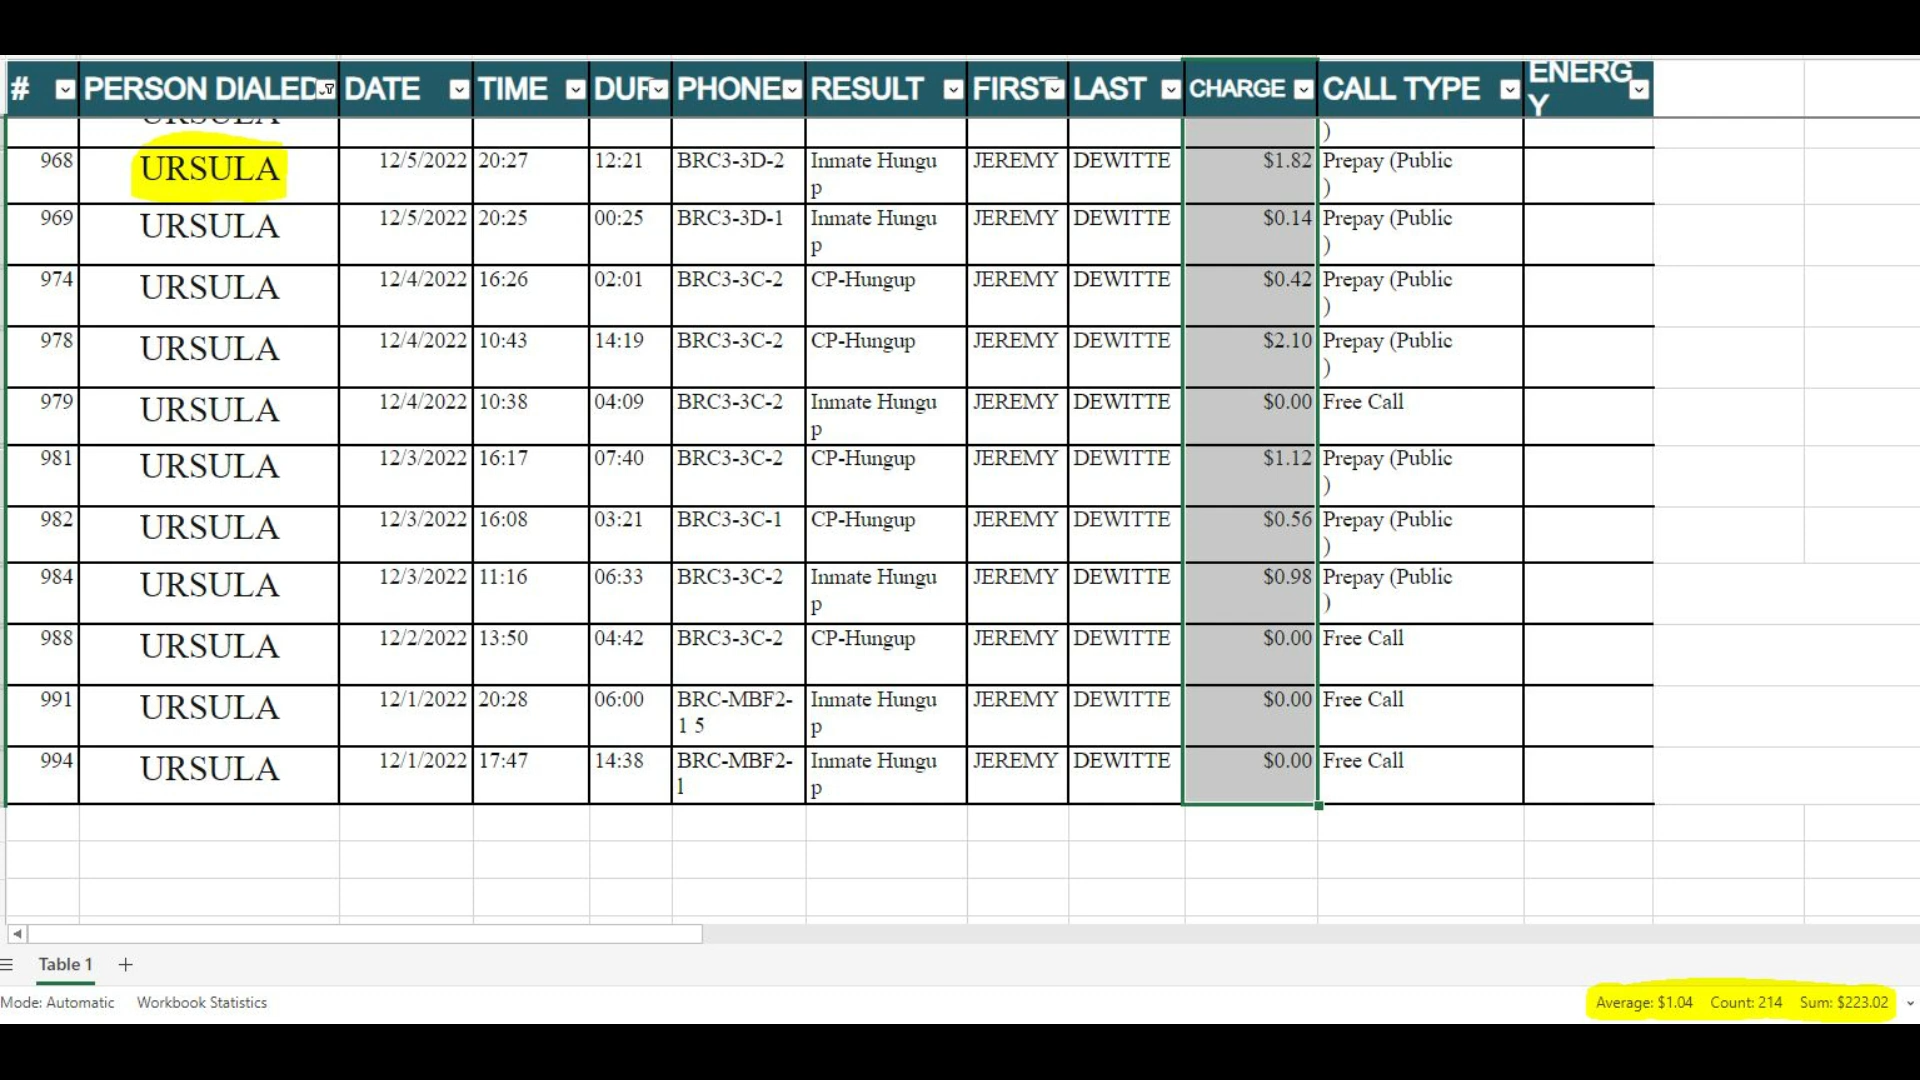 # PERSON DIALED DATE TIME DUR PHONE RESULT FIRST LAST CHARGE CALL TYPE ENERG
Y
URSULA )
968 URSULA 12/5/2022 20:27 12:21 BRC3-3D-2 Inmate Hungu JEREMY DEWITTE $1.82 Prepay (Public
p )
969 URSULA 12/5/2022 20:25 00:25 BRC3-3D-1 Inmate Hungu JEREMY DEWITTE $0.14 Prepay (Public
p )
974 URSULA 12/4/2022 16:26 02:01 BRC3-3C-2 CP-Hungup JEREMY DEWITTE $0.42 Prepay (Public
)
978 URSULA 12/4/2022 10:43 14:19 BRC3-3C-2 CP-Hungup JEREMY DEWITTE $2.10 Prepay (Public
)
979 URSULA 12/4/2022 10:38 04:09 BRC3-3C-2 Inmate Hungu JEREMY DEWITTE $0.00 Free Call
p
981 URSULA 12/3/2022 16:17 07:40 BRC3-3C-2 CP-Hungup JEREMY DEWITTE $1.12 Prepay (Public
)
982 URSULA 12/3/2022 16:08 03:21 BRC3-3C-1 CP-Hungup JEREMY DEWITTE $0.56 Prepay (Public
)
984 URSULA 12/3/2022 11:16 06:33 BRC3-3C-2 Inmate Hungu JEREMY DEWITTE $0.98 Prepay (Public
p )
988 URSULA 12/2/2022 13:50 04:42 BRC3-3C-2 CP-Hungup JEREMY DEWITTE $0.00 Free Call
991 URSULA 12/1/2022 20:28 06:00 BRC-MBF2- Inmate Hungu JEREMY DEWITTE $0.00 Free Call
1 5 p
994 URSULA 12/1/2022 17:47 14:38 BRC-MBF2- Inmate Hungu JEREMY DEWITTE $0.00 Free Call
1 p
Table 1 +
Mode: Automatic Workbook Statistics Average: $1.04 Count: 214 Sum: $223.02